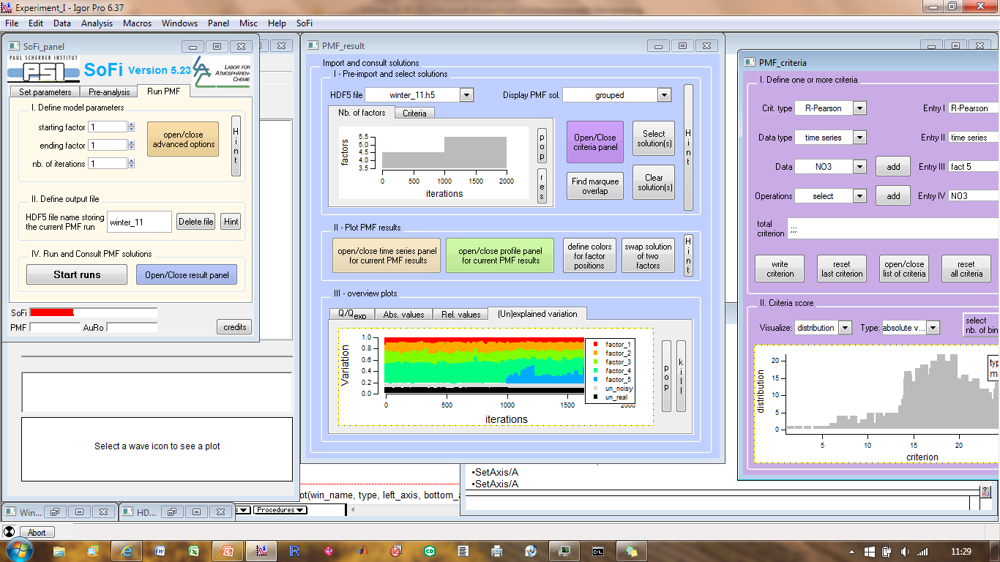 Experiment_I - Igor Pro 6.37
File Edit Data Analysis Macros Windows Panel Misc Help SoFi
SoFi_panel
PAUL SCHERRER INSTITUT
PSI
SoFi Version 5.23
LABOR FÜR
ATMOSPHÄREN-
CHEMIE
Set parameters Pre-analysis Run PMF
I. Define model parameters
starting factor 1
ending factor 1
nb. of iterations 1
open/close
advanced options
Hint
II. Define output file
HDF5 file name storing
the current PMF run
winter_11
Delete file Hint
IV. Run and Consult PMF solutions
Start runs Open/Close result panel
SoFi
PMF AuRo
credits
Select a wave icon to see a plot
PMF_result
Import and consult solutions
I - Pre-import and select solutions
HDF5 file winter_11.h5 Display PMF sol. grouped
Nb. of factors Criteria
factors
5.5
5.0
4.5
4.0
3.5
0 500 1000 1500 2000
iterations
pop
res
Open/Close
criteria panel
Select
solution(s)
Find marquee
overlap
Clear
solution(s)
Hint
II - Plot PMF results
open/close time series panel
for current PMF results
open/close profile panel
for current PMF results
define colors
for factor
positions
swap solution
of two
factors
Hint
III - overview plots
Q/Qexp Abs. values Rel. values (Un)explained variation
Variation
1.0
0.8
0.6
0.4
0.2
0.0
0 500 1000 1500 2000
iterations
factor_1
factor_2
factor_3
factor_4
factor_5
un_noisy
un_real
pop
kill
PMF_criteria
I. Define one or more criteria
Crit. type R-Pearson Entry I R-Pearson
Data type time series Entry II time series
Data NO3 add Entry III fact 5
Operations select add Entry IV NO3
total
criterion
;;;
write
criterion
reset
last criterion
open/close
list of criteria
reset
all criteria
II. Criteria score
Visualize: distribution Type: absolute v...
select
nb. of bin
distribution
20
15
10
5
0
5 10 15 20
criterion
typ
m
•SetAxis/A
•SetAxis/A
ot(win_name, type, left_axis, bottom_a
Procedures
Win... HD...
Abort
11:29